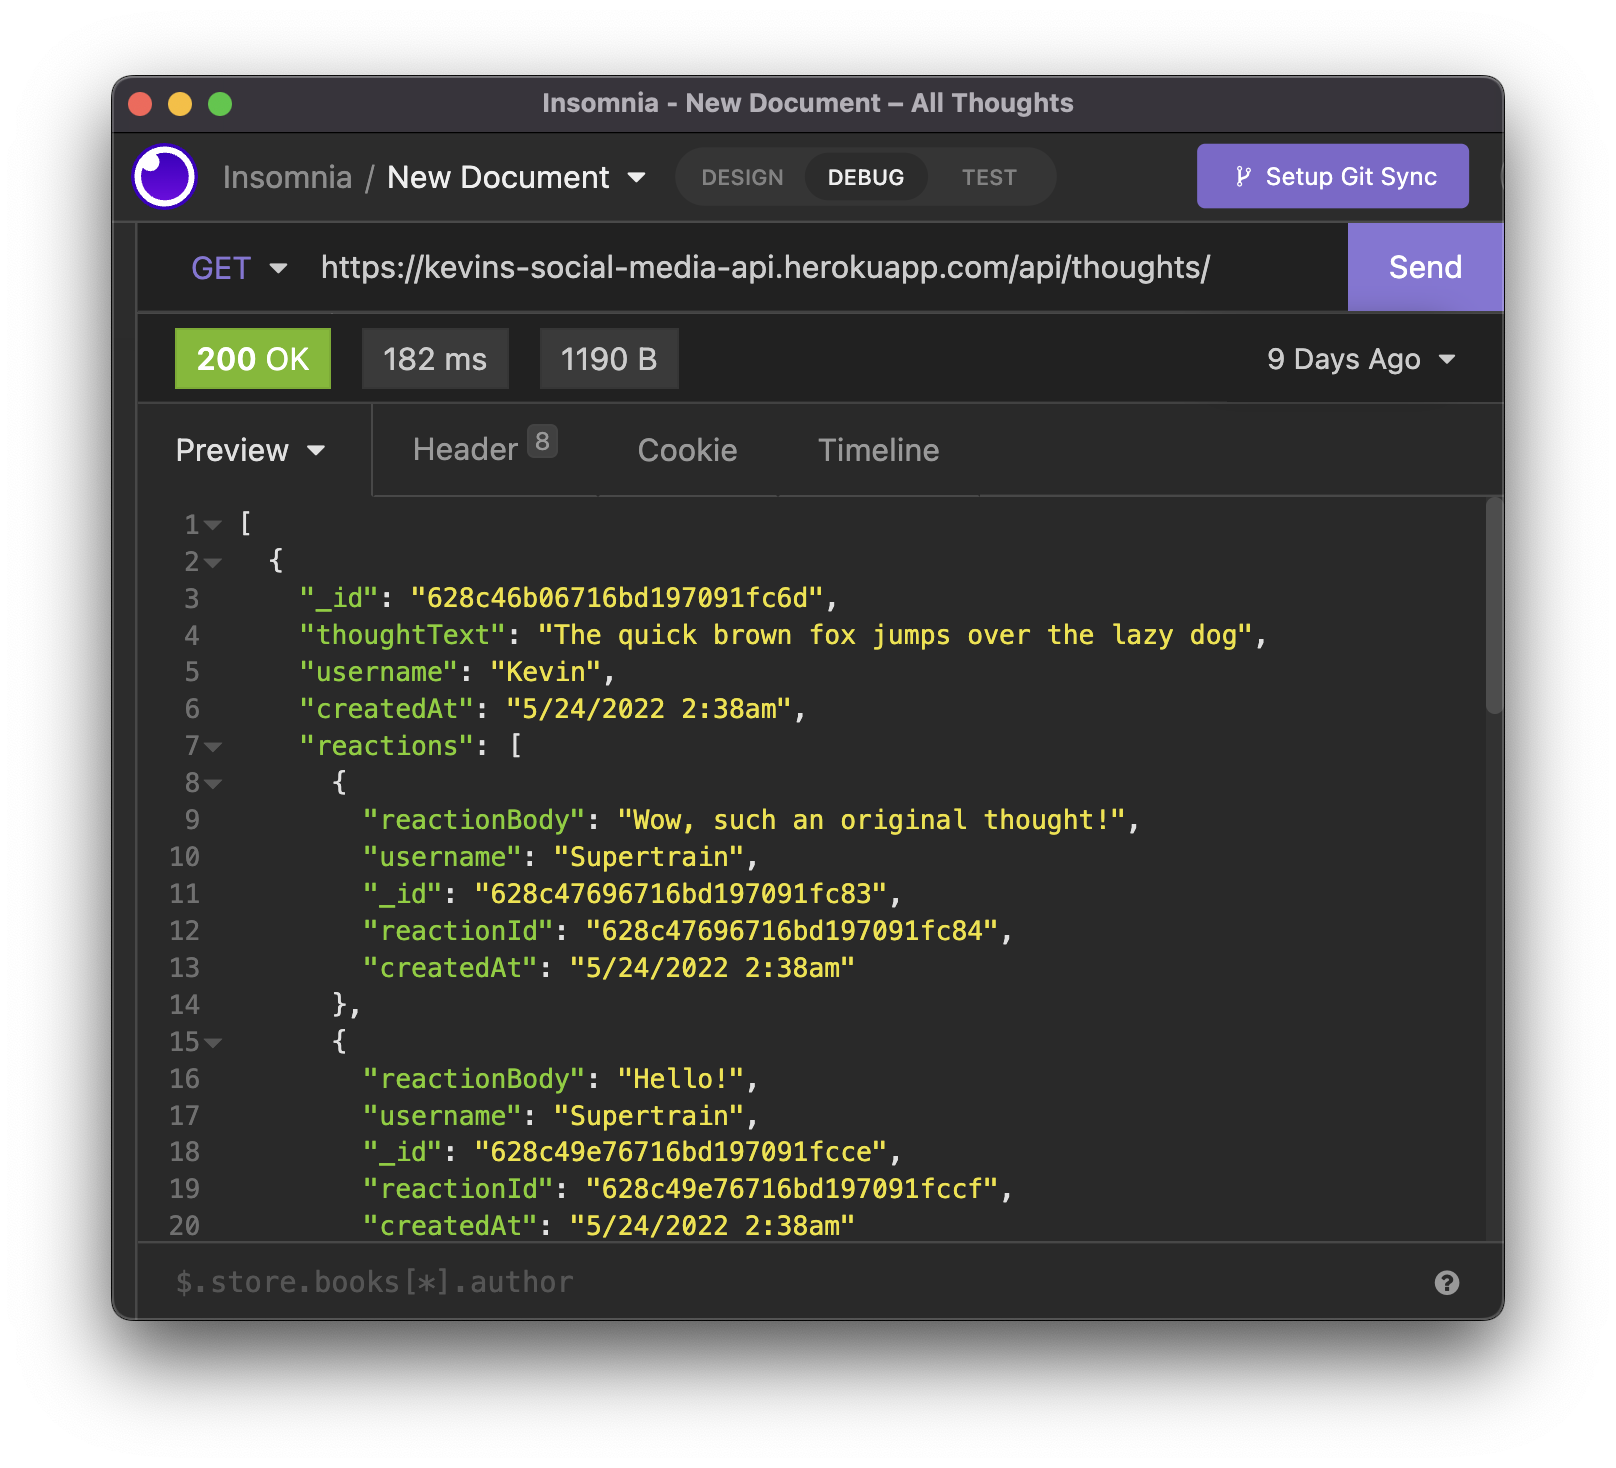 Insomnia - New Document – All Thoughts
Insomnia / New Document DESIGN DEBUG TEST Setup Git Sync
GET https://kevins-social-media-api.herokuapp.com/api/thoughts/ Send
200 OK 182 ms 1190 B 9 Days Ago
Preview Header 8 Cookie Timeline
1 [
2 {
3 "_id": "628c46b06716bd197091fc6d",
4 "thoughtText": "The quick brown fox jumps over the lazy dog",
5 "username": "Kevin",
6 "createdAt": "5/24/2022 2:38am",
7 "reactions": [
8 {
9 "reactionBody": "Wow, such an original thought!",
10 "username": "Supertrain",
11 "_id": "628c47696716bd197091fc83",
12 "reactionId": "628c47696716bd197091fc84",
13 "createdAt": "5/24/2022 2:38am"
14 },
15 {
16 "reactionBody": "Hello!",
17 "username": "Supertrain",
18 "_id": "628c49e76716bd197091fcce",
19 "reactionId": "628c49e76716bd197091fccf",
20 "createdAt": "5/24/2022 2:38am"
$.store.books[*].author